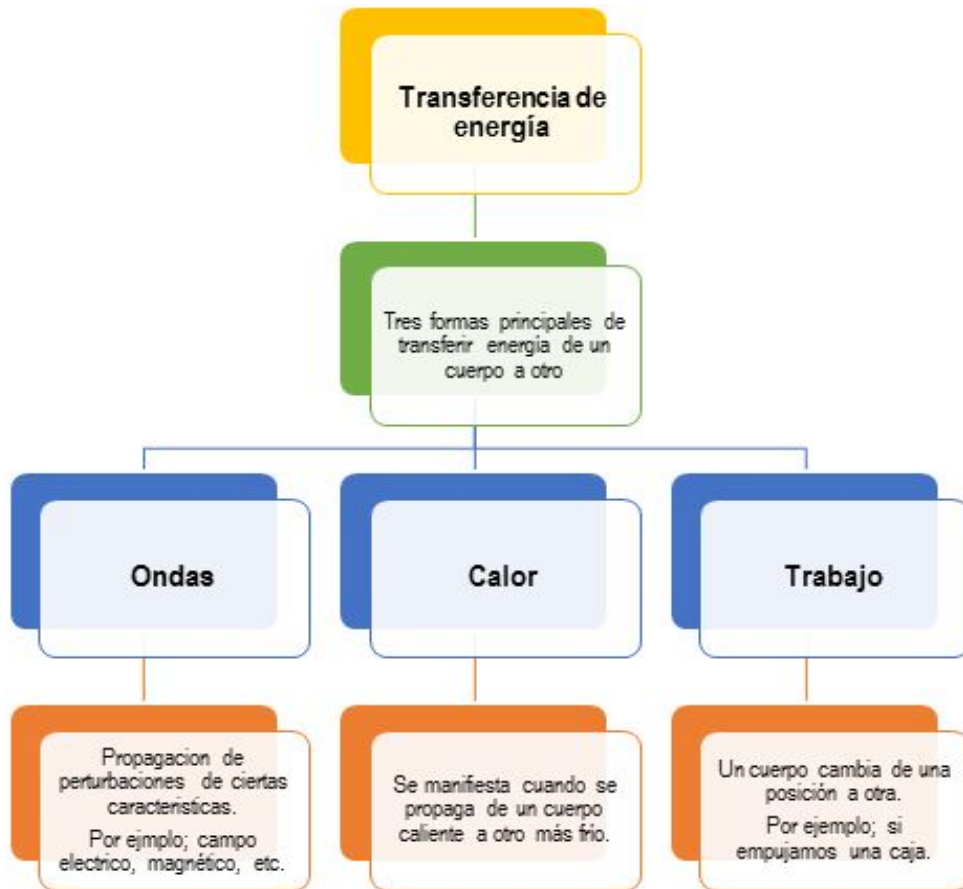 Transferencia de
energía
Tres formas principales de
transferir energía de un
cuerpo a otro
Ondas
Calor
Trabajo
Propagacion de
perturbaciones de ciertas
caracteristicas.
Por ejmplo; campo
electrico, magnético, etc.
Se manifiesta cuando se
propaga de un cuerpo
caliente a otro más frío.
Un cuerpo cambia de una
posición a otra.
Por ejemplo; si
empujamos una caja.